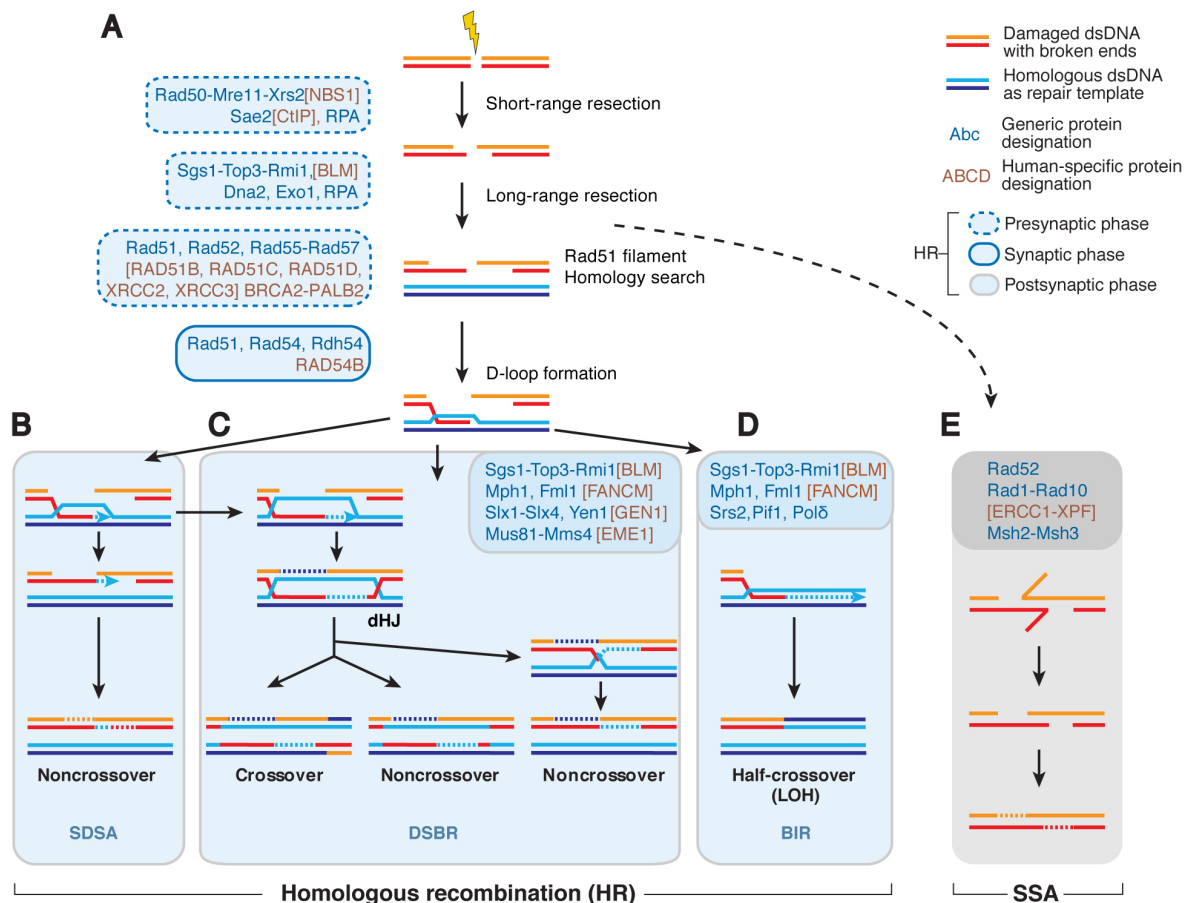 A
Rad50-Mre11-Xrs2[NBS1]
Sae2[CtIP], RPA
Short-range resection
Sgs1-Top3-Rmi1,[BLM]
Dna2, Exo1, RPA
Long-range resection
Rad51, Rad52, Rad55-Rad57
[RAD51B, RAD51C, RAD51D,
XRCC2, XRCC3] BRCA2-PALB2
Rad51 filament
Homology search
Rad51, Rad54, Rdh54
RAD54B
D-loop formation
Damaged dsDNA
with broken ends
Homologous dsDNA
as repair template
Abc
Generic protein
designation
ABCD
Human-specific protein
designation
HR
Presynaptic phase
Synaptic phase
Postsynaptic phase
B
Noncrossover
SDSA
C
Sgs1-Top3-Rmi1[BLM]
Mph1, Fml1 [FANCM]
Slx1-Slx4, Yen1[GEN1]
Mus81-Mms4 [EME1]
dHJ
Crossover
Noncrossover
Noncrossover
DSBR
D
Sgs1-Top3-Rmi1[BLM]
Mph1, Fml1 [FANCM]
Srs2,Pif1, Polδ
Half-crossover
(LOH)
BIR
E
Rad52
Rad1-Rad10
[ERCC1-XPF]
Msh2-Msh3
Homologous recombination (HR)
SSA